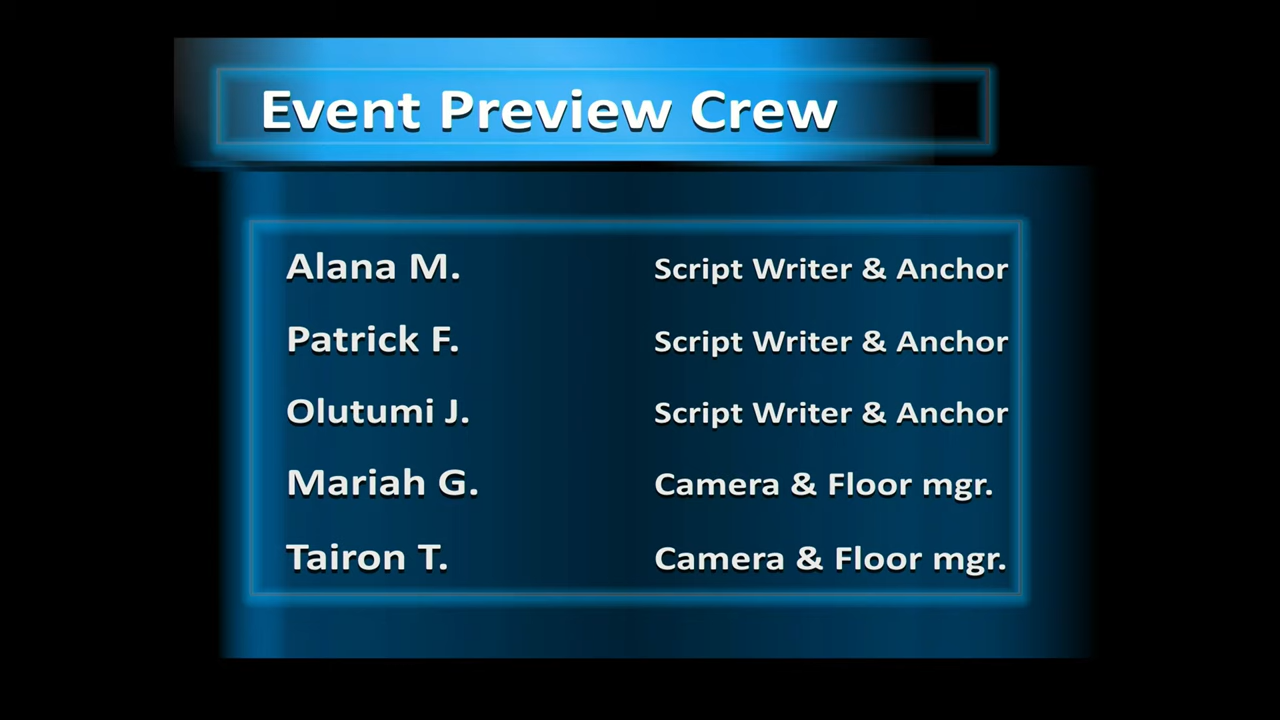 Event Preview Crew
Alana M. Script Writer & Anchor
Patrick F. Script Writer & Anchor
Olutumi J. Script Writer & Anchor
Mariah G. Camera & Floor mgr.
Tairon T. Camera & Floor mgr.